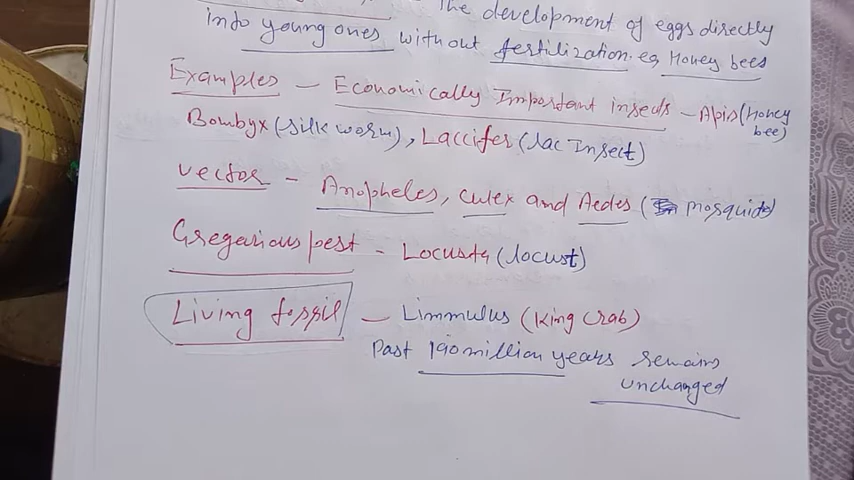 The development of eggs directly
into young ones without fertilization. eg Honey bees
Examples - Economically Important insects - Apis (Honey bee)
Bombyx (silk worm), Laccifer (lac Insect)
vector - Anopheles, culex and Aedes ( mosquito)
Gregarious pest - Locusta (locust)
Living fossil - Limmulus (King Crab)
Past 190 million years remains
unchanged